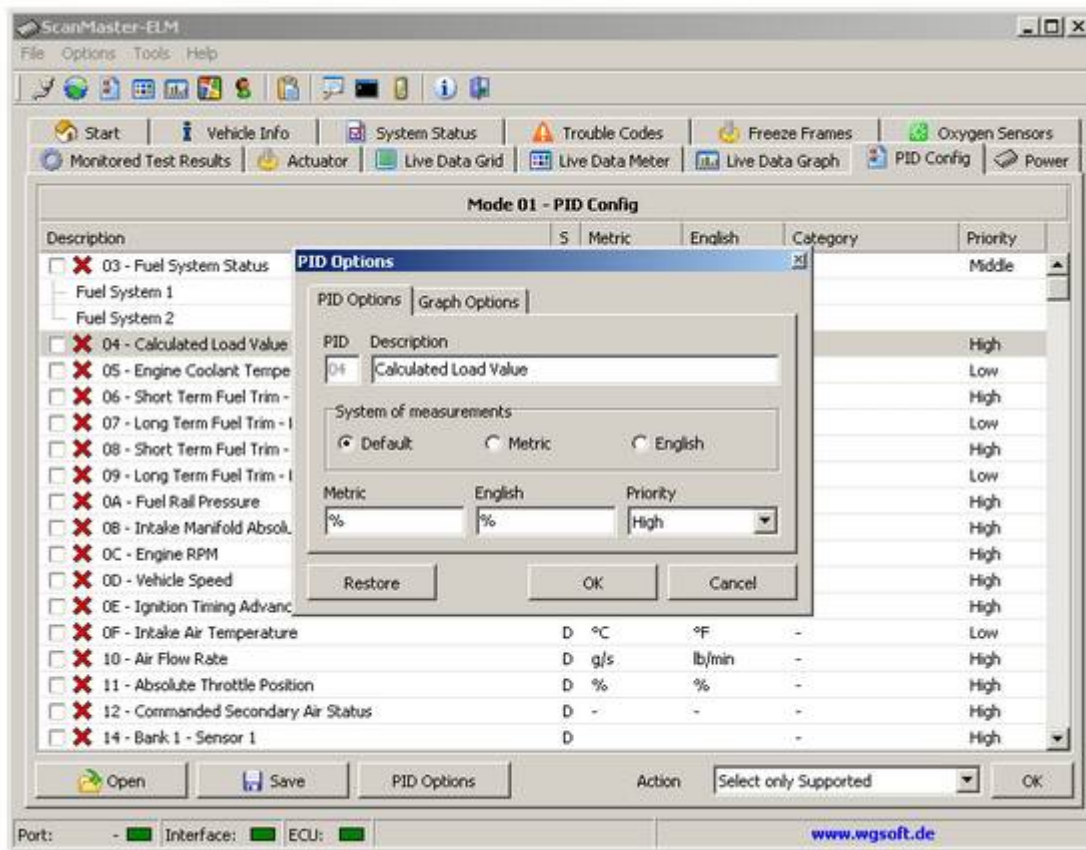 ScanMaster-ELM
File Options Tools Help
Start Vehicle Info System Status Trouble Codes Freeze Frames Oxygen Sensors
Monitored Test Results Actuator Live Data Grid Live Data Meter Live Data Graph PID Config Power
Mode 01 - PID Config
Description S Metric English Category Priority
03 - Fuel System Status Middle
Fuel System 1
Fuel System 2
04 - Calculated Load Value High
05 - Engine Coolant Tempe Low
06 - Short Term Fuel Trim - High
07 - Long Term Fuel Trim - Low
08 - Short Term Fuel Trim - High
09 - Long Term Fuel Trim - Low
0A - Fuel Rail Pressure High
0B - Intake Manifold Absolu High
0C - Engine RPM High
0D - Vehicle Speed High
0E - Ignition Timing Advanc High
0F - Intake Air Temperature D °C °F - Low
10 - Air Flow Rate D g/s lb/min - High
11 - Absolute Throttle Position D % % - High
12 - Commanded Secondary Air Status D - - - High
14 - Bank 1 - Sensor 1 D - High
PID Options
PID Options Graph Options
PID Description
04 Calculated Load Value
System of measurements
Default Metric English
Metric English Priority
% % High
Restore OK Cancel
Open Save PID Options Action Select only Supported OK
Port: - Interface: ECU: www.wgsoft.de